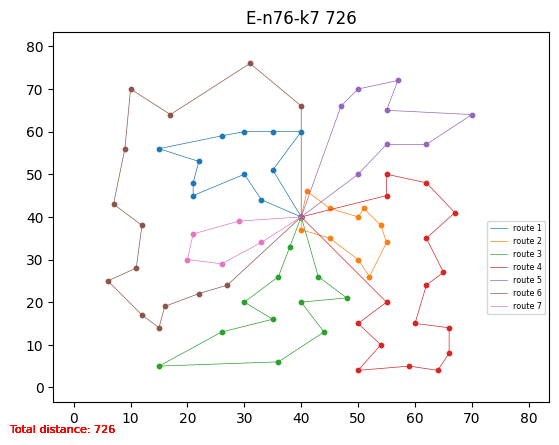 E-n76-k7 726
80
70
60
50
40
30
20
10
0
0 10 20 30 40 50 60 70 80
route 1
route 2
route 3
route 4
route 5
route 6
route 7
Total distance: 726